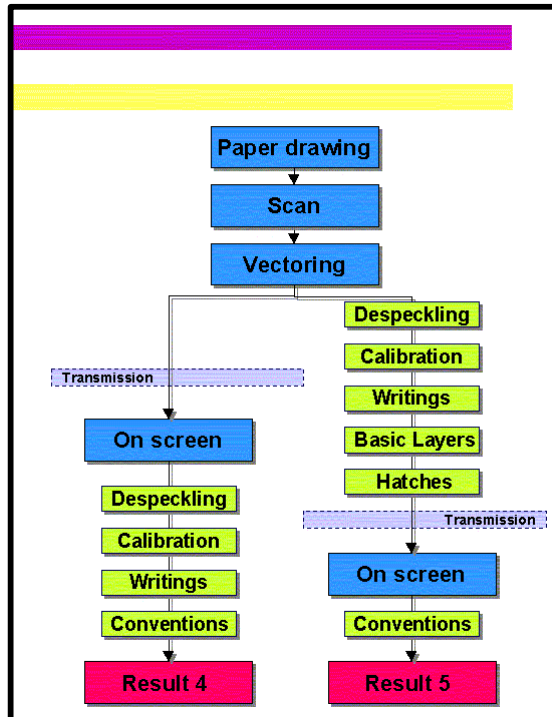 Paper drawing
Scan
Vectoring
Transmission
On screen
Despeckling
Calibration
Writings
Conventions
Result 4
Despeckling
Calibration
Writings
Basic Layers
Hatches
Transmission
On screen
Conventions
Result 5